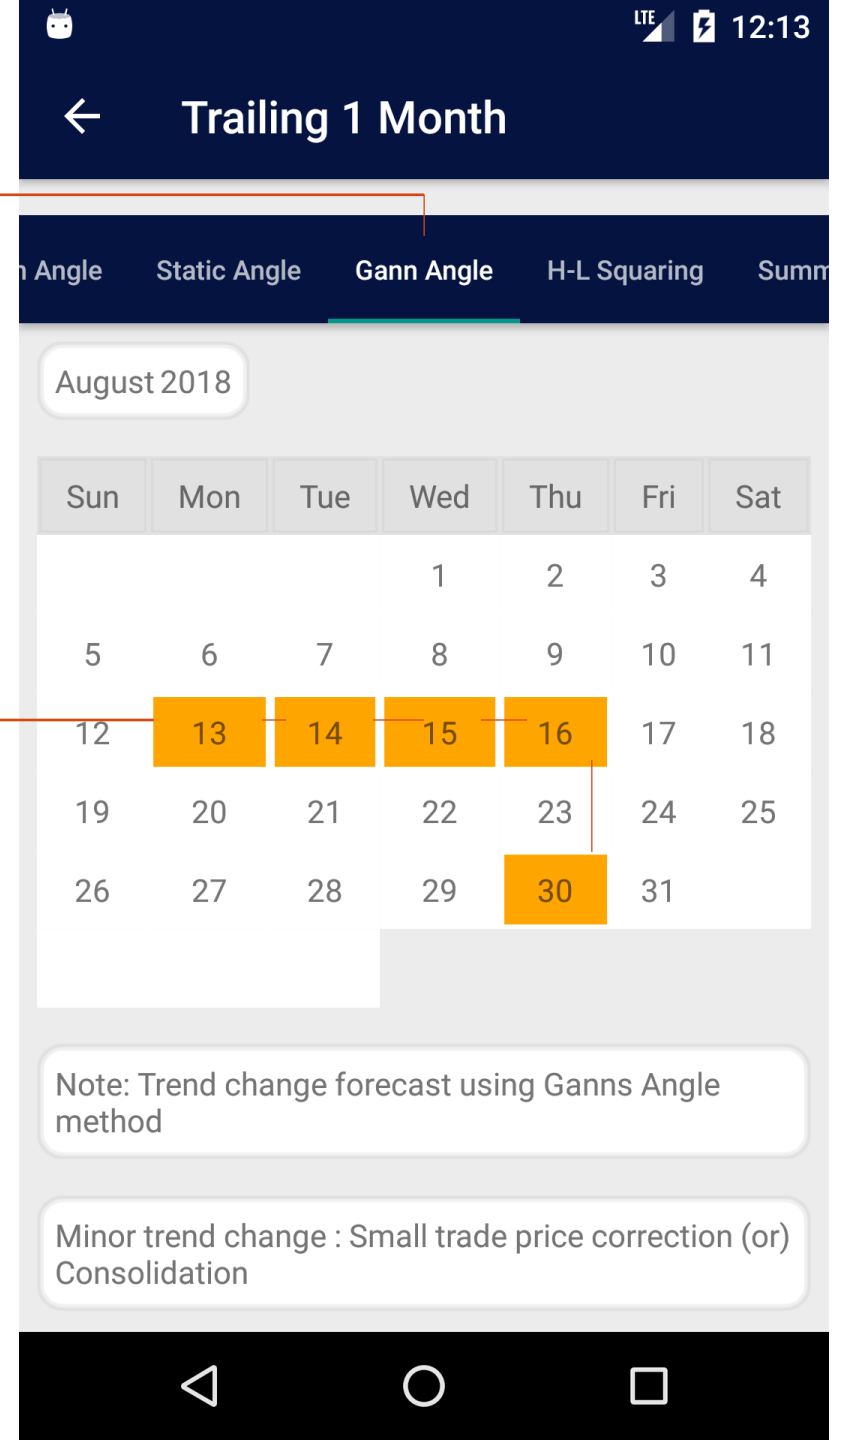 LTE 12:13
Trailing 1 Month
Angle Static Angle Gann Angle H-L Squaring Summ
August 2018
Sun Mon Tue Wed Thu Fri Sat
1 2 3 4
5 6 7 8 9 10 11
12 13 14 15 16 17 18
19 20 21 22 23 24 25
26 27 28 29 30 31
Note: Trend change forecast using Ganns Angle
method
Minor trend change : Small trade price correction (or)
Consolidation